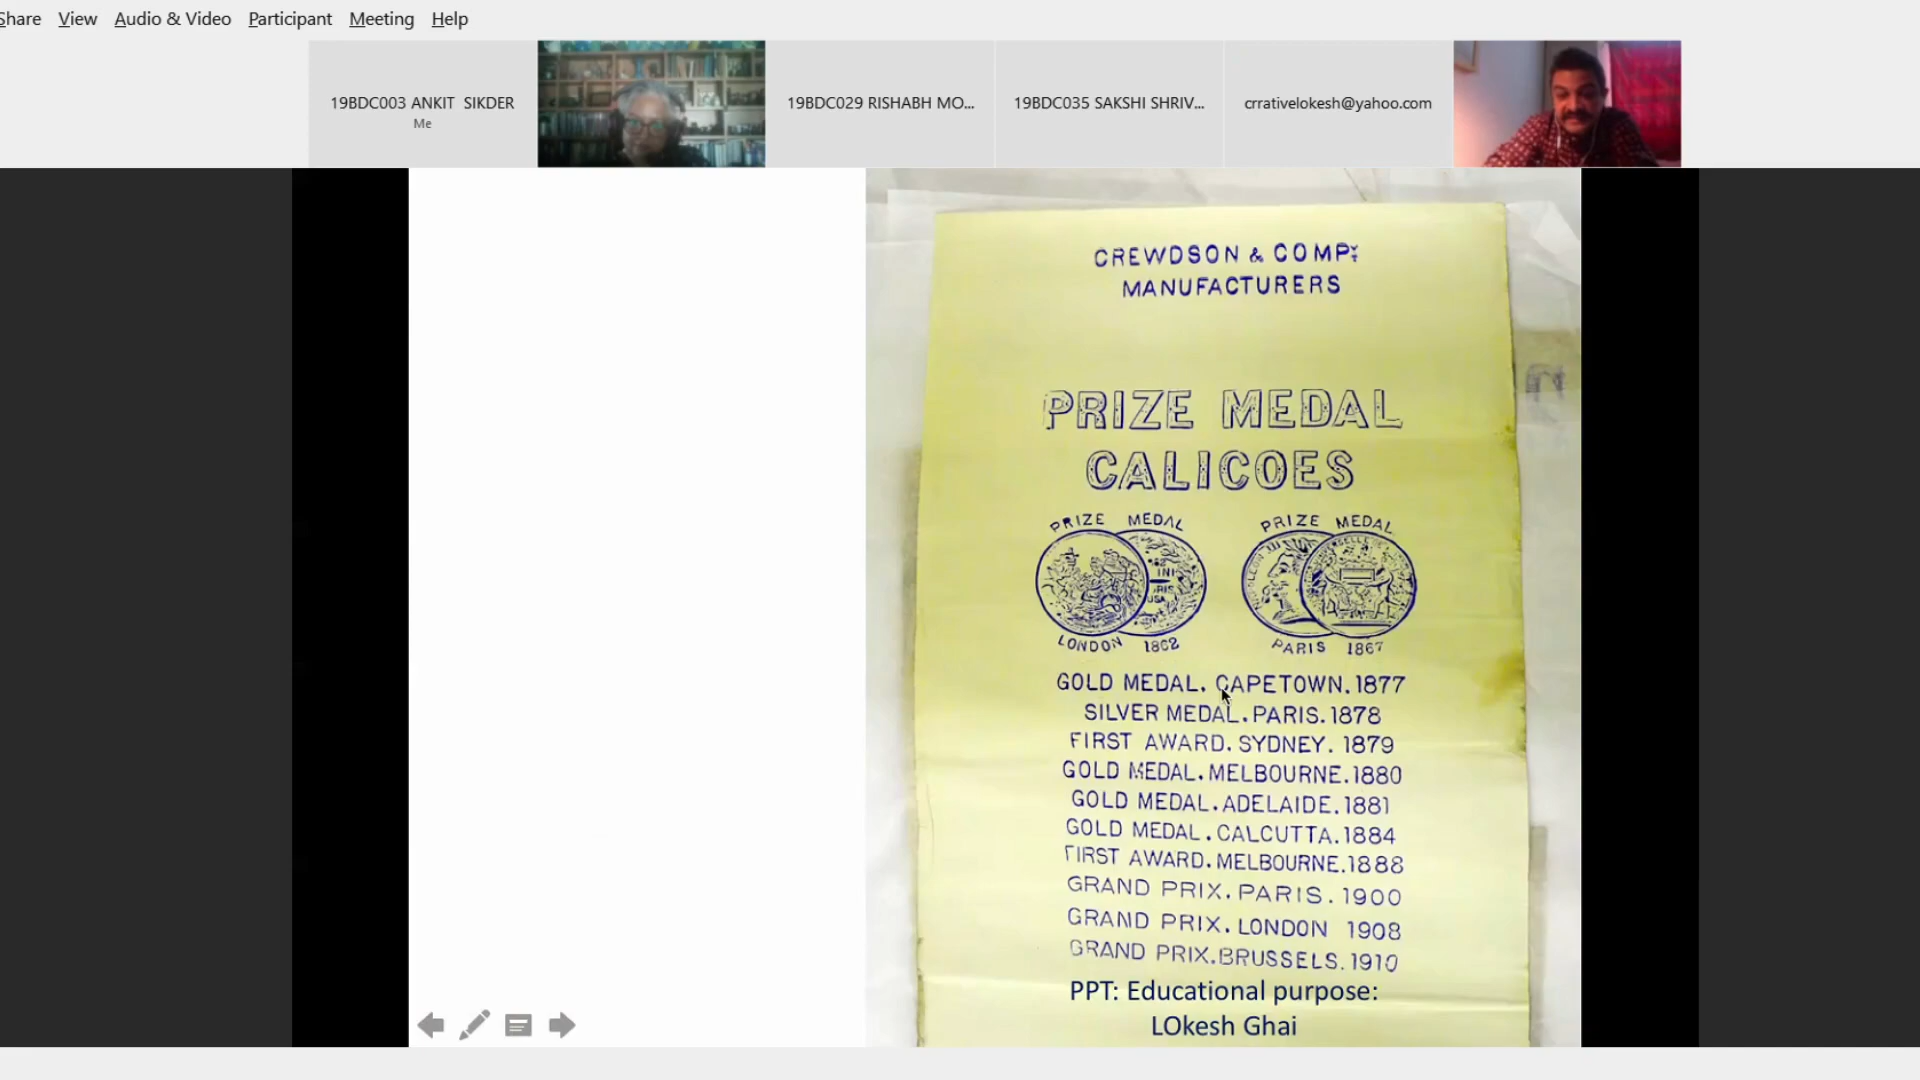 Share View Audio & Video Participant Meeting Help
19BDC003 ANKIT SIKDER
Me
19BDC029 RISHABH MO...
19BDC035 SAKSHI SHRIV...
crrativelokesh@yahoo.com
CREWDSON & COMPY
MANUFACTURERS
PRIZE MEDAL
CALICOES
PRIZE MEDAL
LONDON 1862
PRIZE MEDAL
PARIS 1867
GOLD MEDAL. CAPETOWN. 1877
SILVER MEDAL. PARIS. 1878
FIRST AWARD. SYDNEY. 1879
GOLD MEDAL. MELBOURNE. 1880
GOLD MEDAL. ADELAIDE. 1881
GOLD MEDAL. CALCUTTA. 1884
FIRST AWARD. MELBOURNE. 1888
GRAND PRIX. PARIS. 1900
GRAND PRIX. LONDON 1908
GRAND PRIX. BRUSSELS. 1910
PPT: Educational purpose:
LOkesh Ghai